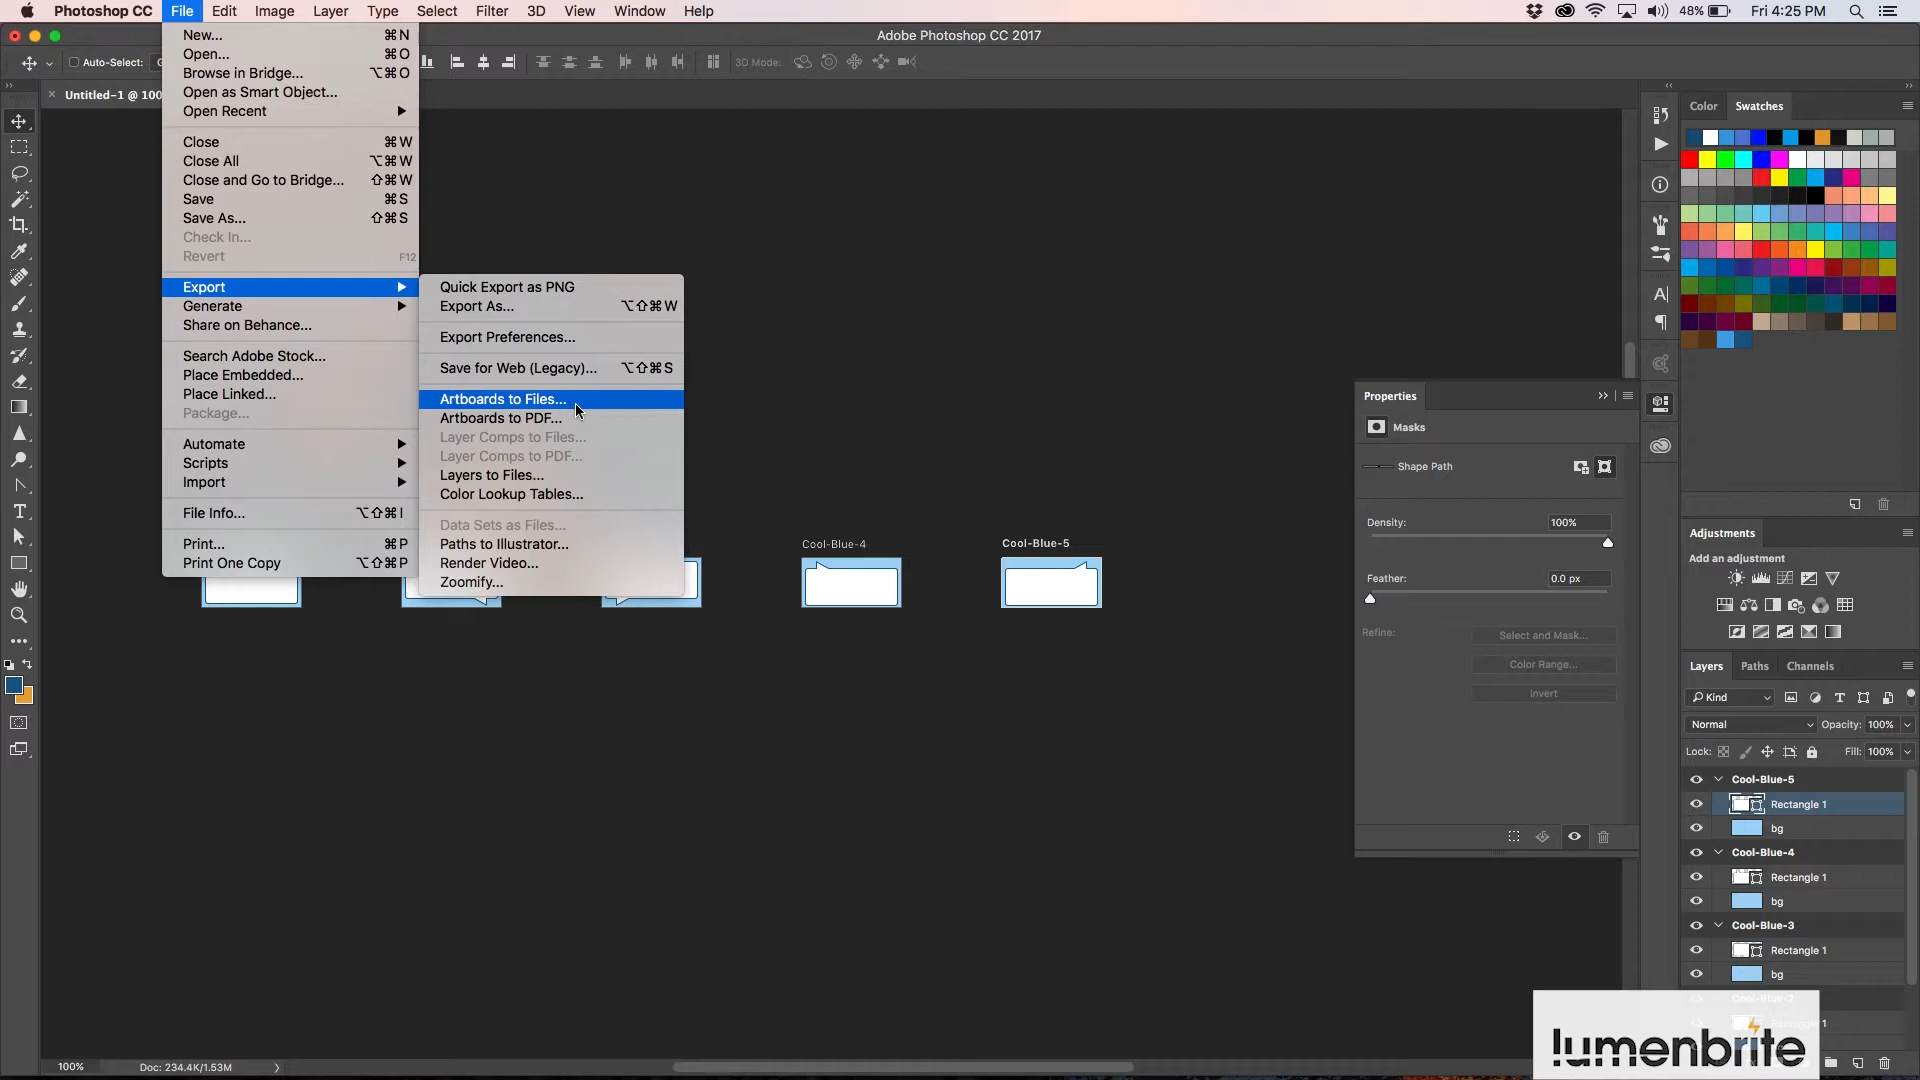 Photoshop CC File Edit Image Layer Type Select Filter 3D View Window Help 48% Fri 4:25 PM
Adobe Photoshop CC 2017
Auto-Select: 3D Mode:
Untitled-1 @ 100
New... ⌘N
Open... ⌘O
Browse in Bridge... ⌥⌘O
Open as Smart Object...
Open Recent
Close ⌘W
Close All ⌥⌘W
Close and Go to Bridge... ⇧⌘W
Save ⌘S
Save As... ⇧⌘S
Check In...
Revert F12
Export
Generate
Share on Behance...
Search Adobe Stock...
Place Embedded...
Place Linked...
Package...
Automate
Scripts
Import
File Info... ⌥⇧⌘I
Print... ⌘P
Print One Copy ⌥⇧⌘P
Quick Export as PNG
Export As... ⌥⇧⌘W
Export Preferences...
Save for Web (Legacy)... ⌥⇧⌘S
Artboards to Files...
Artboards to PDF...
Layer Comps to Files...
Layer Comps to PDF...
Layers to Files...
Color Lookup Tables...
Data Sets as Files...
Paths to Illustrator...
Render Video...
Zoomify...
Cool-Blue-4
Cool-Blue-5
Properties
Masks
Shape Path
Density: 100%
Feather: 0.0 px
Refine: Select and Mask...
Color Range...
Invert
Color Swatches
Adjustments
Add an adjustment
Layers Paths Channels
Kind
Normal Opacity: 100%
Lock: Fill: 100%
Cool-Blue-5
Rectangle 1
bg
Cool-Blue-4
Rectangle 1
bg
Cool-Blue-3
Rectangle 1
bg
Cool-Blue-2
Rectangle 1
lumenbrite
100% Doc: 234.4K/1.53M